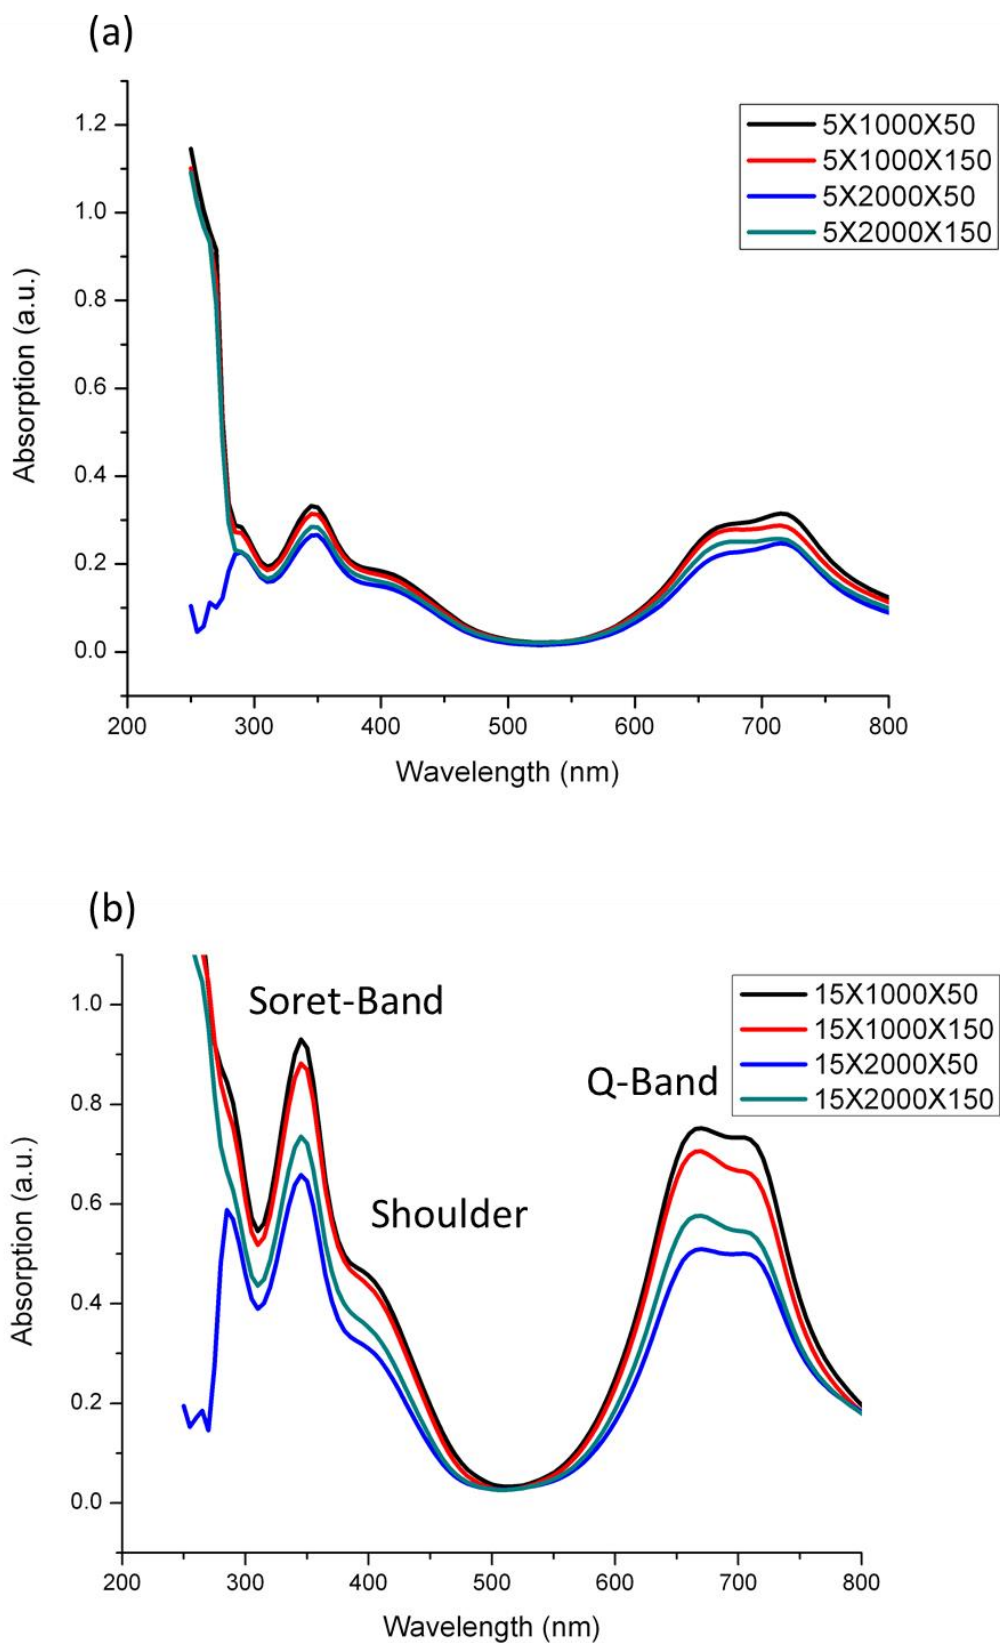 (a)
1.2
1.0
0.8
0.6
0.4
0.2
0.0
Absorption (a.u.)
5X1000X50
5X1000X150
5X2000X50
5X2000X150
200 300 400 500 600 700 800
Wavelength (nm)
(b)
1.0
0.8
0.6
0.4
0.2
0.0
Absorption (a.u.)
Soret-Band
Shoulder
Q-Band
15X1000X50
15X1000X150
15X2000X50
15X2000X150
200 300 400 500 600 700 800
Wavelength (nm)